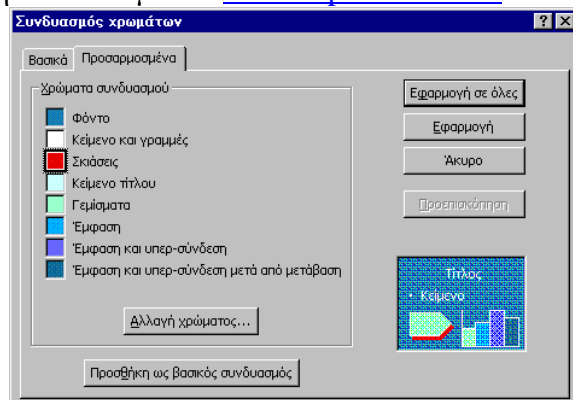 Συνδυασμός χρωμάτων
Βασικά Προσαρμοσμένα
Χρώματα συνδυασμού
Φόντο
Κείμενο και γραμμές
Σκιάσεις
Κείμενο τίτλου
Γεμίσματα
Έμφαση
Έμφαση και υπερ-σύνδεση
Έμφαση και υπερ-σύνδεση μετά από μετάβαση
Αλλαγή χρώματος...
Προσθήκη ως βασικός συνδυασμός
Εφαρμογή σε όλες
Εφαρμογή
Άκυρο
Προεπισκόπηση
Τίτλος
• Κείμενο